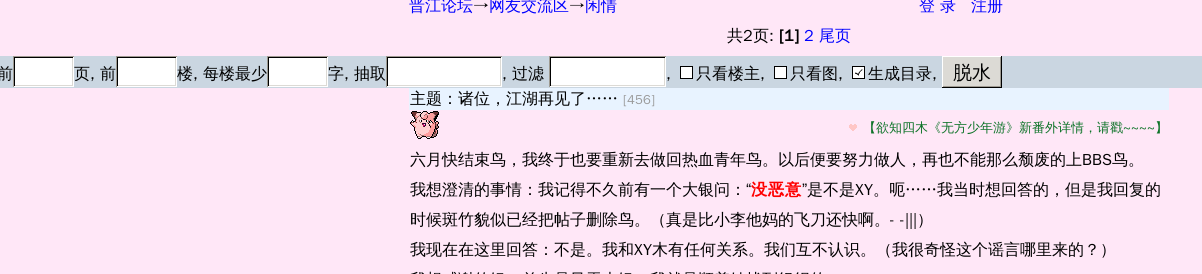 晋江论坛→网友交流区→闲情 登 录 注册
共2页: [1] 2 尾页
前 页, 前 楼, 每楼最少 字, 抽取 , 过滤 , 只看楼主, 只看图, 生成目录, 脱水
主题：诸位，江湖再见了…… [456]
❤ 【欲知四木《无方少年游》新番外详情，请戳~~~~】
六月快结束鸟，我终于也要重新去做回热血青年鸟。以后便要努力做人，再也不能那么颓废的上BBS鸟。
我想澄清的事情：我记得不久前有一个大银问：“没恶意”是不是XY。呃……我当时想回答的，但是我回复的
时候斑竹貌似已经把帖子删除鸟。（真是比小李他妈的飞刀还快啊。- -|||）
我现在在这里回答：不是。我和XY木有任何关系。我们互不认识。（我很奇怪这个谣言哪里来的？）